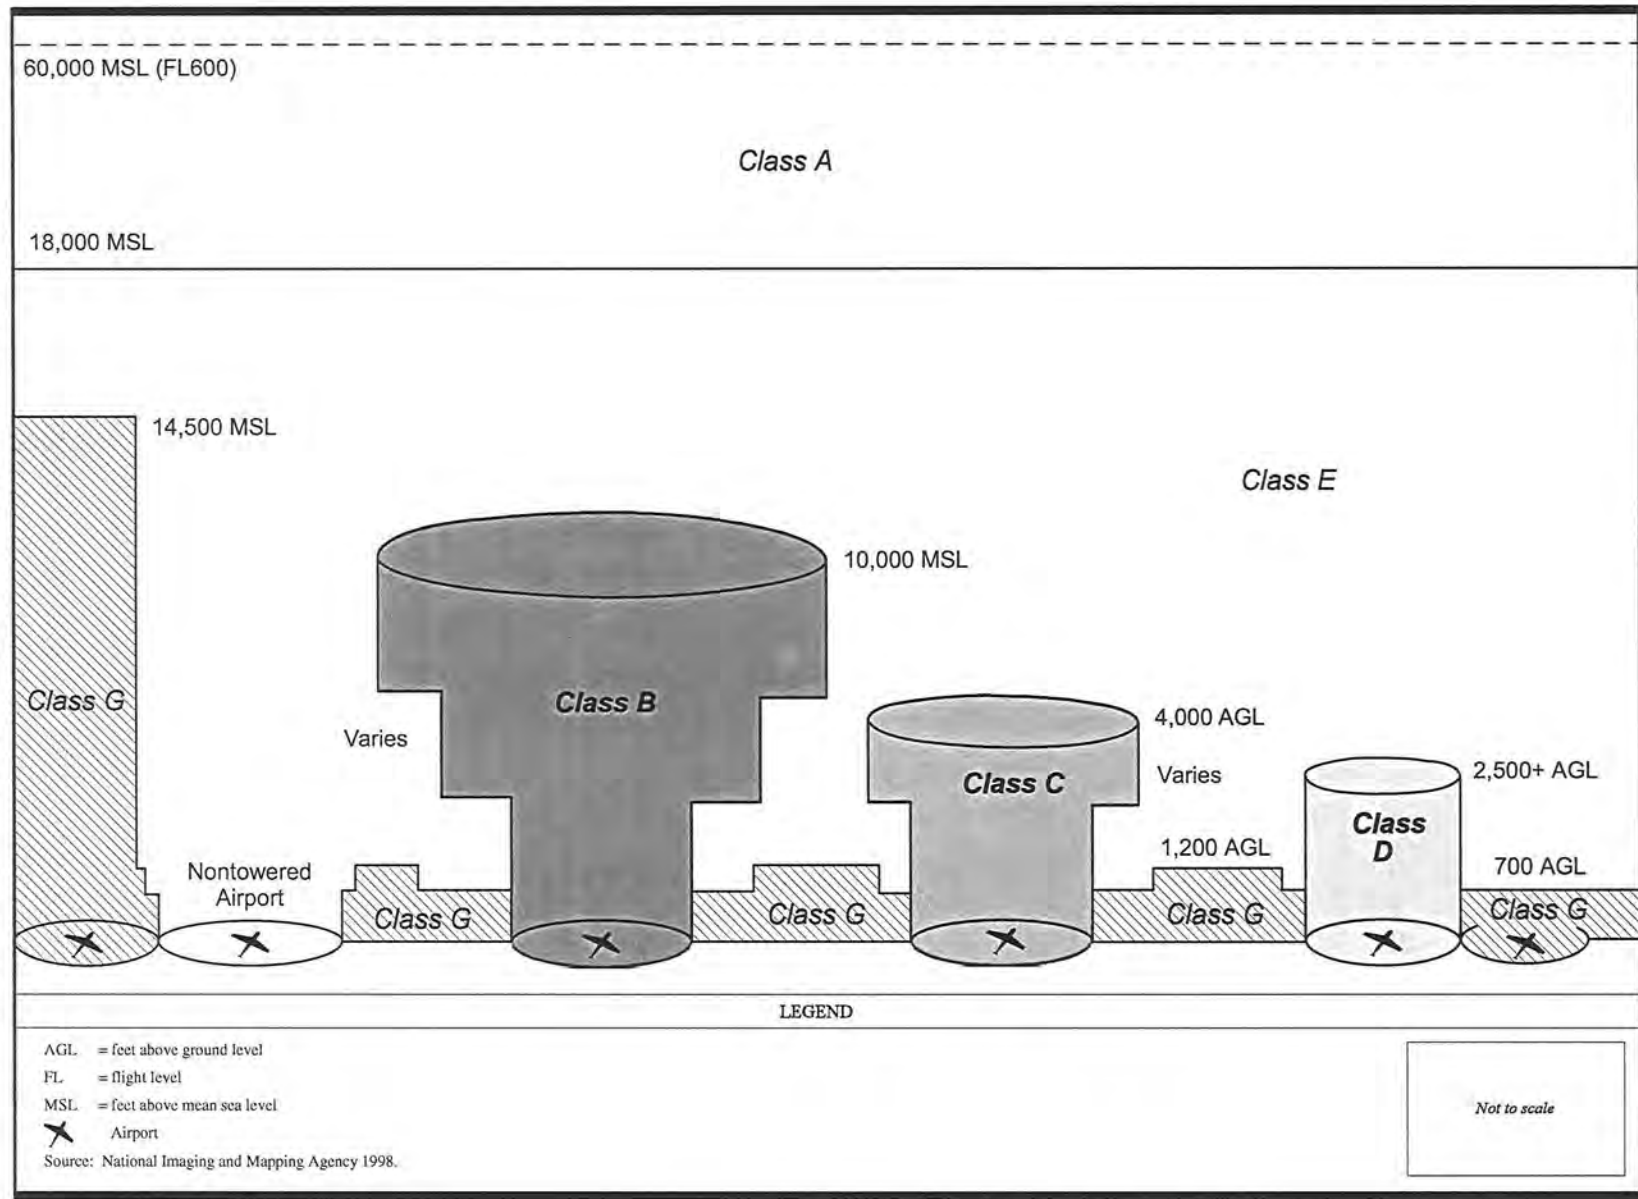 60,000 MSL (FL600)
Class A
18,000 MSL
14,500 MSL
Class E
10,000 MSL
Class G
Class B
Varies
4,000 AGL
Class C
Varies
2,500+ AGL
Class
D
1,200 AGL
700 AGL
Nontowered
Airport
Class G
Class G
Class G
Class G
LEGEND
AGL = feet above ground level
FL = flight level
MSL = feet above mean sea level
Airport
Source: National Imaging and Mapping Agency 1998.
Not to scale